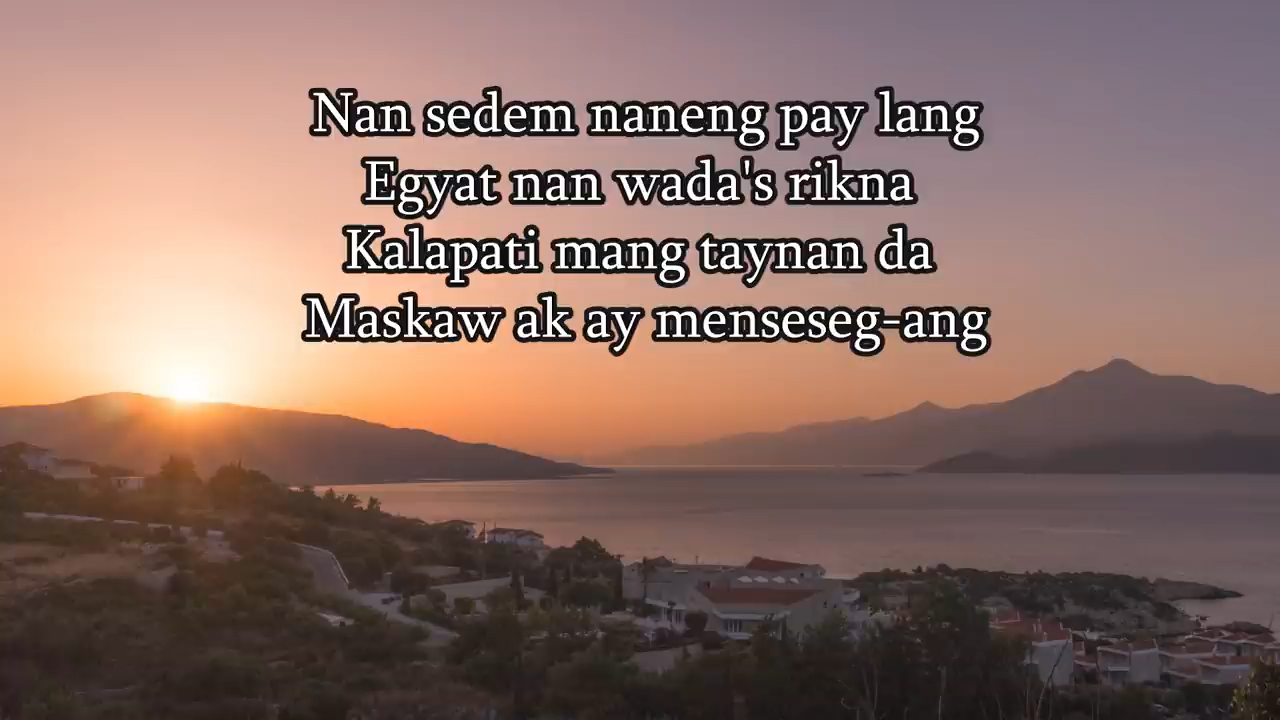 Nan sedem naneng pay lang
Egyat nan wada's rikna
Kalapati mang taynan da
Maskaw ak ay menseseg-ang